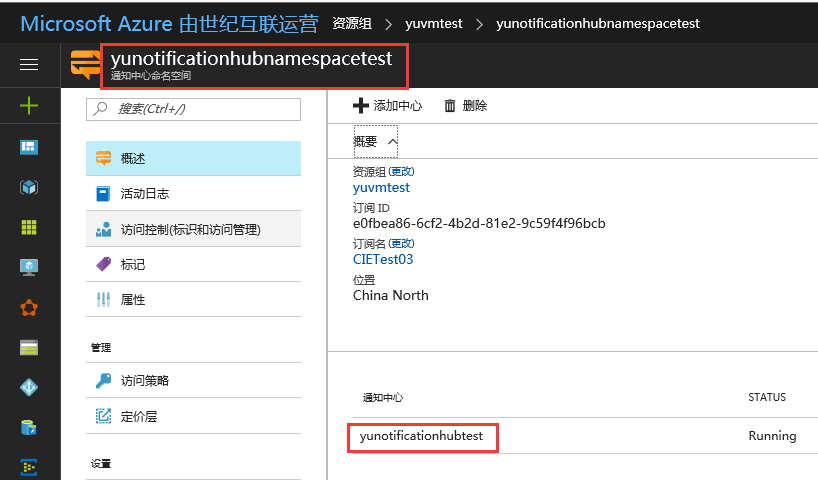 Microsoft Azure 由世纪互联运营 资源组 > yuvmtest > yunotificationhubnamespacetest
yunotificationhubnamespacetest
通知中心命名空间
搜索(Ctrl+/)
概述
活动日志
访问控制(标识和访问管理)
标记
属性
管理
访问策略
定价层
设置
添加中心 删除
概要
资源组(更改)
yuvmtest
订阅 ID
e0fbea86-6cf2-4b2d-81e2-9c59f4f96bcb
订阅名(更改)
CIETest03
位置
China North
通知中心 STATUS
yunotificationhubtest Running